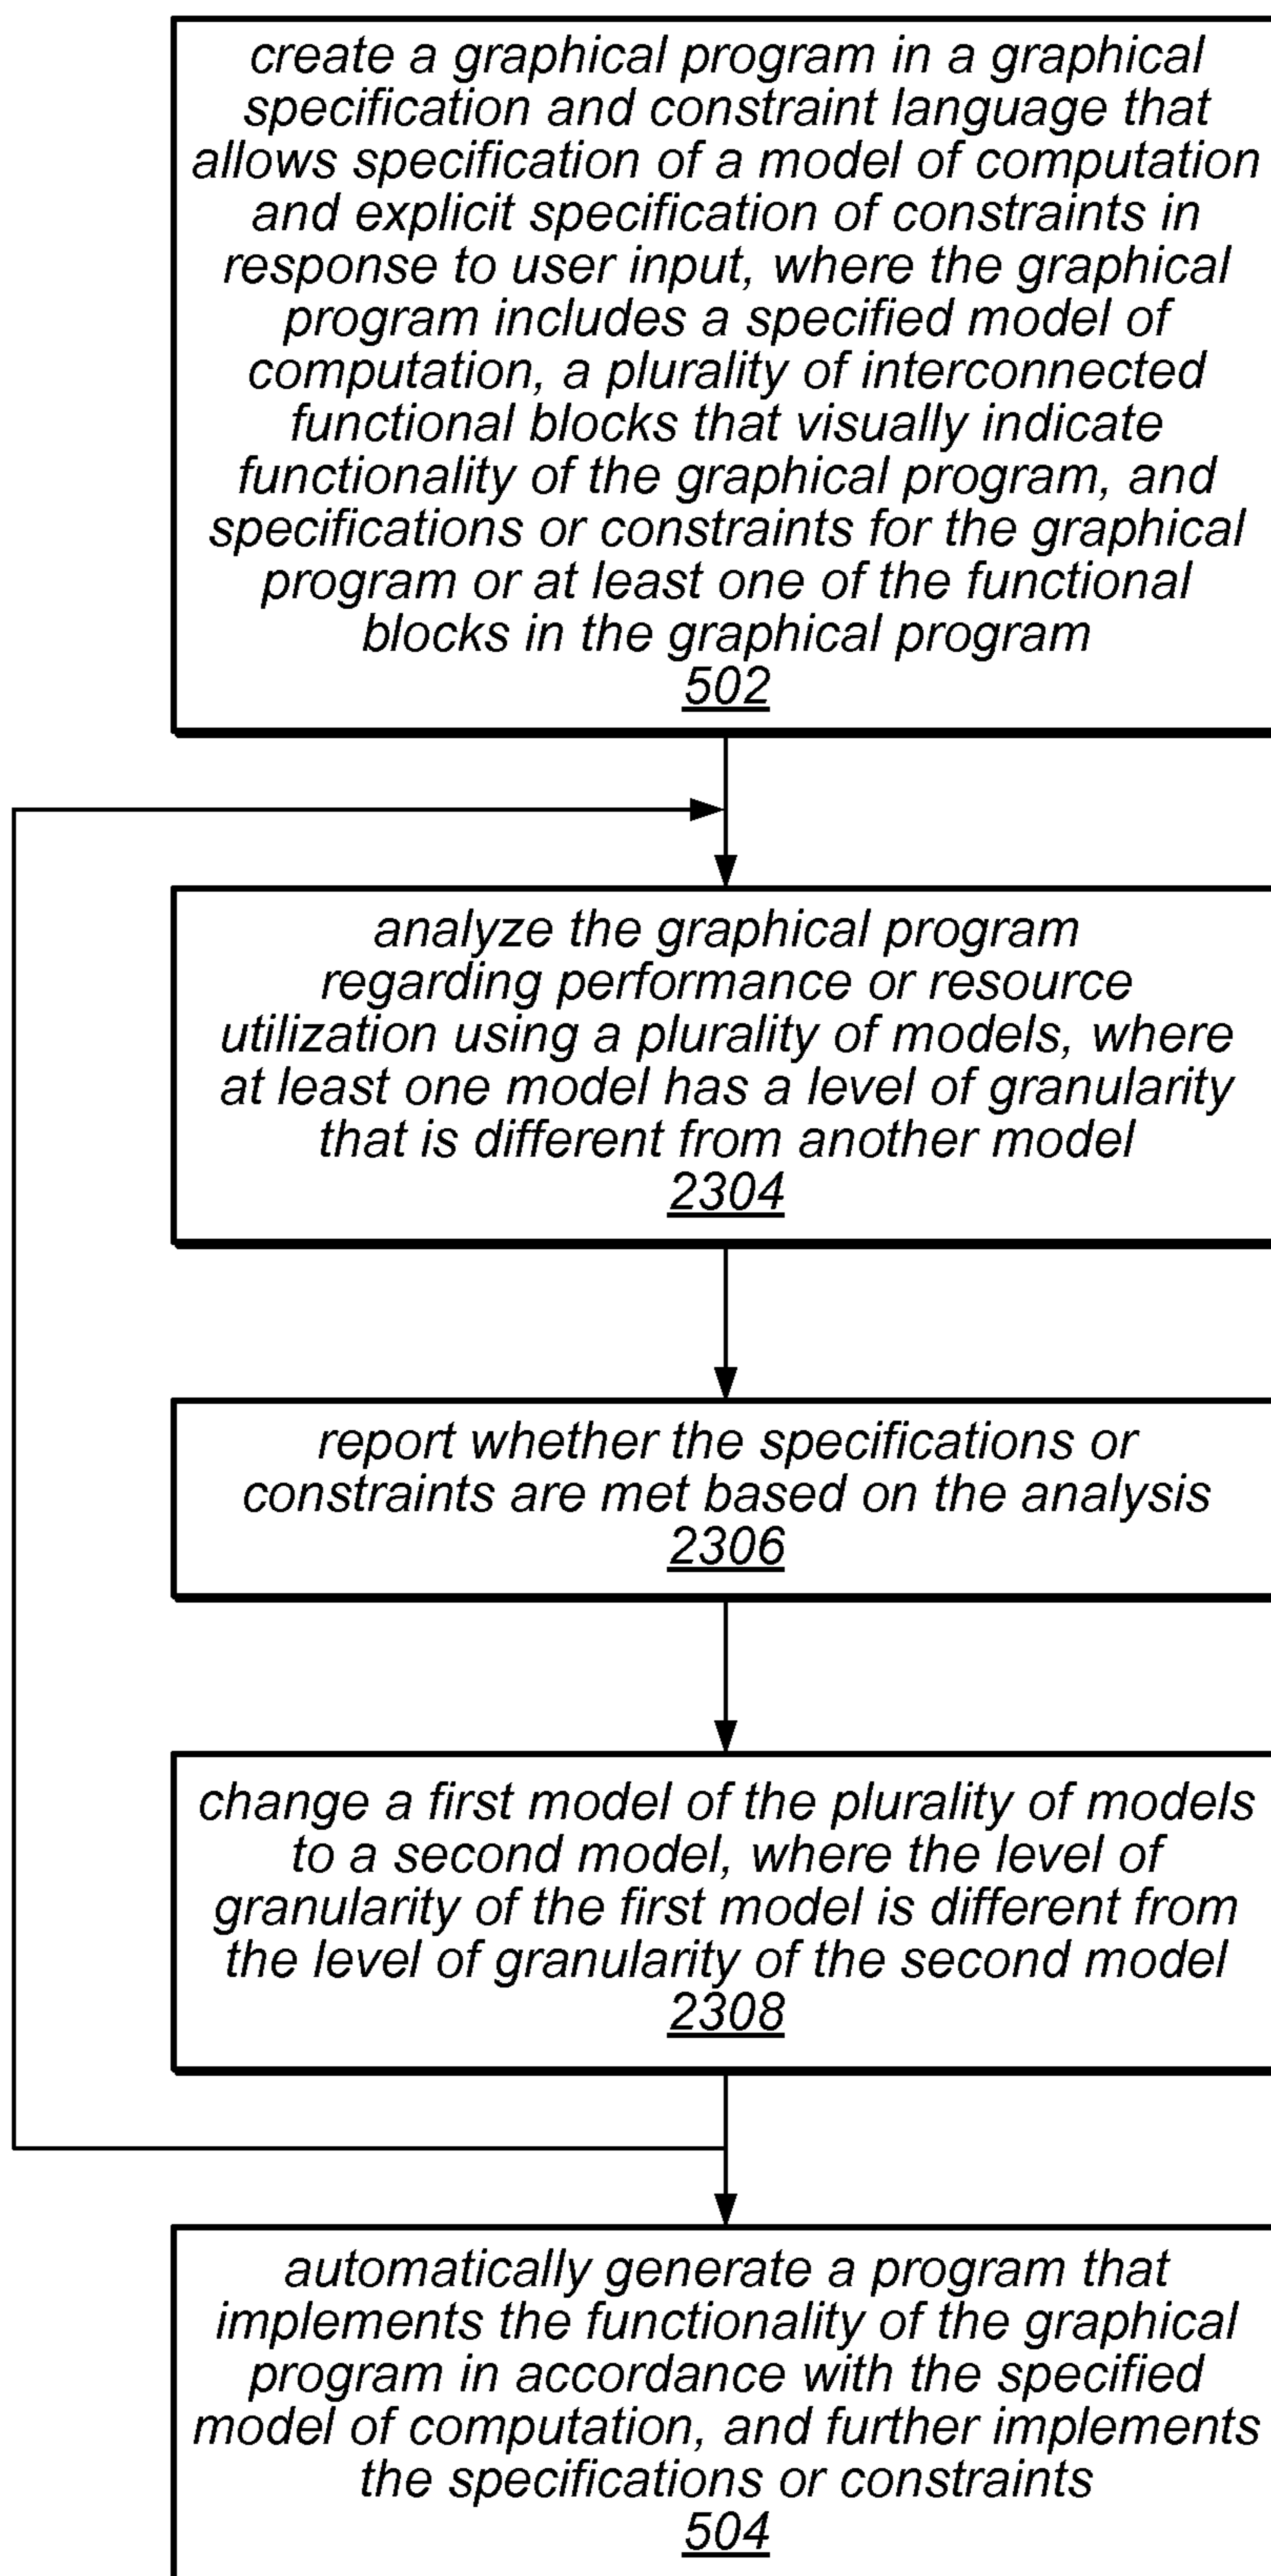 create a graphical program in a graphical
specification and constraint language that
allows specification of a model of computation
and explicit specification of constraints in
response to user input, where the graphical
program includes a specified model of
computation, a plurality of interconnected
functional blocks that visually indicate
functionality of the graphical program, and
specifications or constraints for the graphical
program or at least one of the functional
blocks in the graphical program
502
analyze the graphical program
regarding performance or resource
utilization using a plurality of models, where
at least one model has a level of granularity
that is different from another model
2304
report whether the specifications or
constraints are met based on the analysis
2306
change a first model of the plurality of models
to a second model, where the level of
granularity of the first model is different from
the level of granularity of the second model
2308
automatically generate a program that
implements the functionality of the graphical
program in accordance with the specified
model of computation, and further implements
the specifications or constraints
504